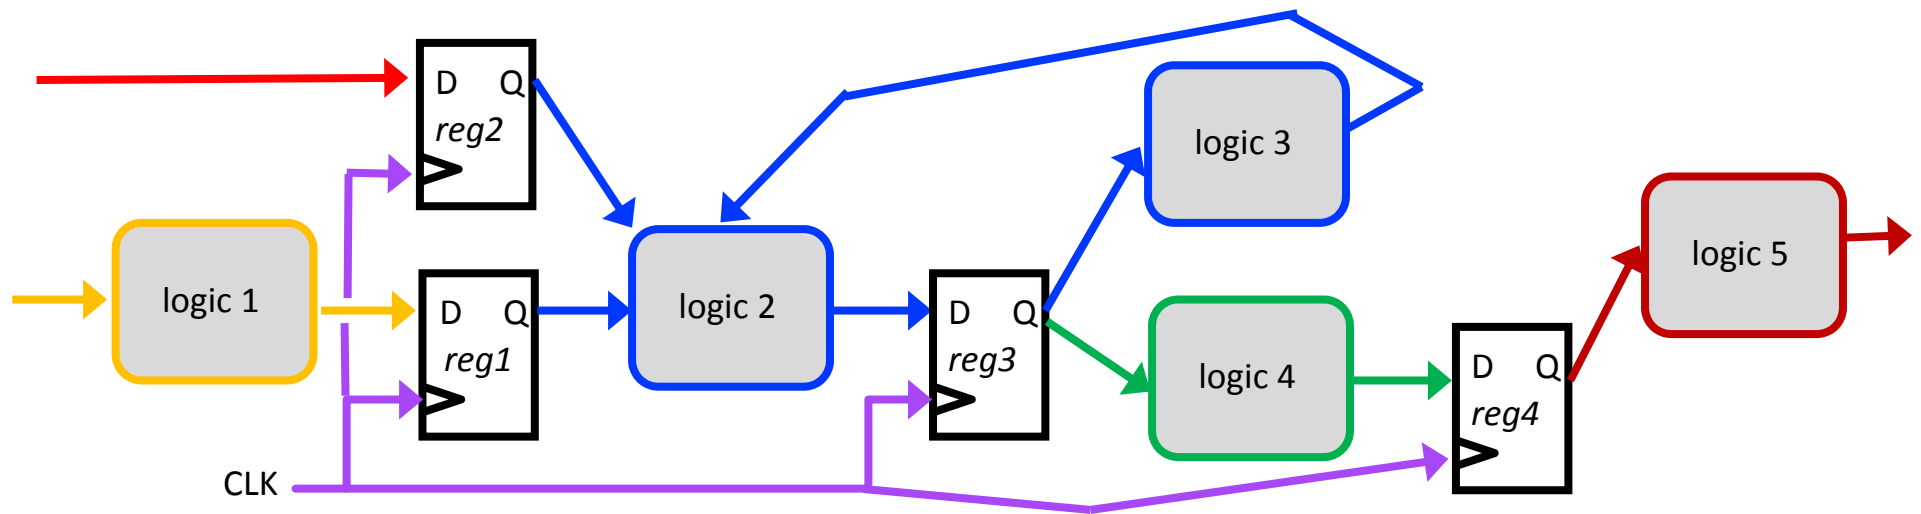 D Q
reg2
logic 3
logic 5
logic 1
D Q
reg1
logic 2
D Q
reg3
logic 4
D Q
reg4
CLK